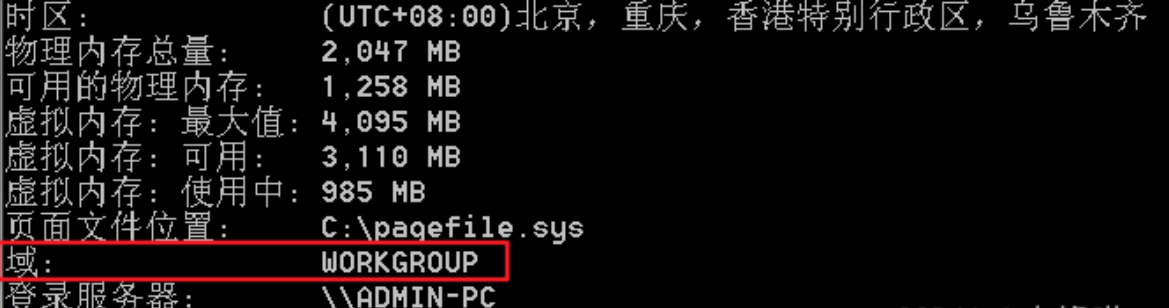 时区:             (UTC+08:00)北京，重庆，香港特别行政区，乌鲁木齐
物理内存总量:     2,047 MB
可用的物理内存:   1,258 MB
虚拟内存: 最大值: 4,095 MB
虚拟内存: 可用:   3,110 MB
虚拟内存: 使用中: 985 MB
页面文件位置:     C:\pagefile.sys
域:               WORKGROUP
登录服务器:       \\ADMIN-PC